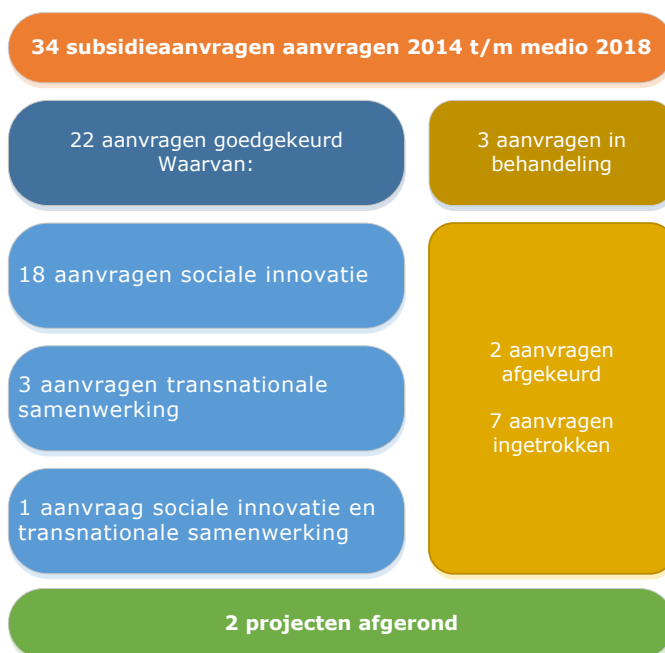 34 subsidieaanvragen aanvragen 2014 t/m medio 2018
22 aanvragen goedgekeurd
Waarvan:
3 aanvragen in
behandeling
18 aanvragen sociale innovatie
3 aanvragen transnationale
samenwerking
1 aanvraag sociale innovatie en
transnationale samenwerking
2 aanvragen
afgekeurd
7 aanvragen
ingetrokken
2 projecten afgerond